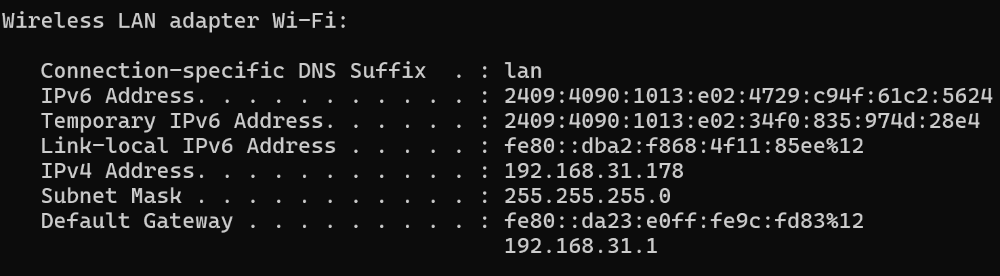 Wireless LAN adapter Wi-Fi:
Connection-specific DNS Suffix  . : lan
IPv6 Address. . . . . . . . . . . : 2409:4090:1013:e02:4729:c94f:61c2:5624
Temporary IPv6 Address. . . . . . : 2409:4090:1013:e02:34f0:835:974d:28e4
Link-local IPv6 Address . . . . . : fe80::dba2:f868:4f11:85ee%12
IPv4 Address. . . . . . . . . . . : 192.168.31.178
Subnet Mask . . . . . . . . . . . : 255.255.255.0
Default Gateway . . . . . . . . . : fe80::da23:e0ff:fe9c:fd83%12
192.168.31.1